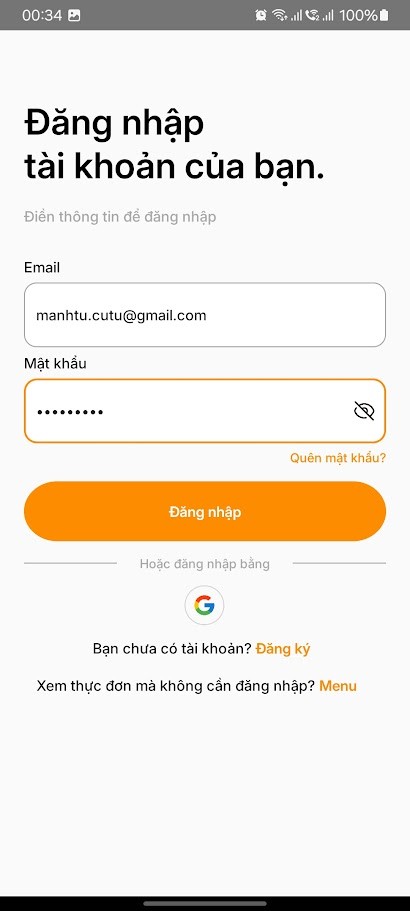 00:34
100%
Đăng nhập
tài khoản của bạn.
Điền thông tin để đăng nhập
Email
manhtu.cutu@gmail.com
Mật khẩu
•••••••••
Quên mật khẩu?
Đăng nhập
Hoặc đăng nhập bằng
G
Bạn chưa có tài khoản? Đăng ký
Xem thực đơn mà không cần đăng nhập? Menu